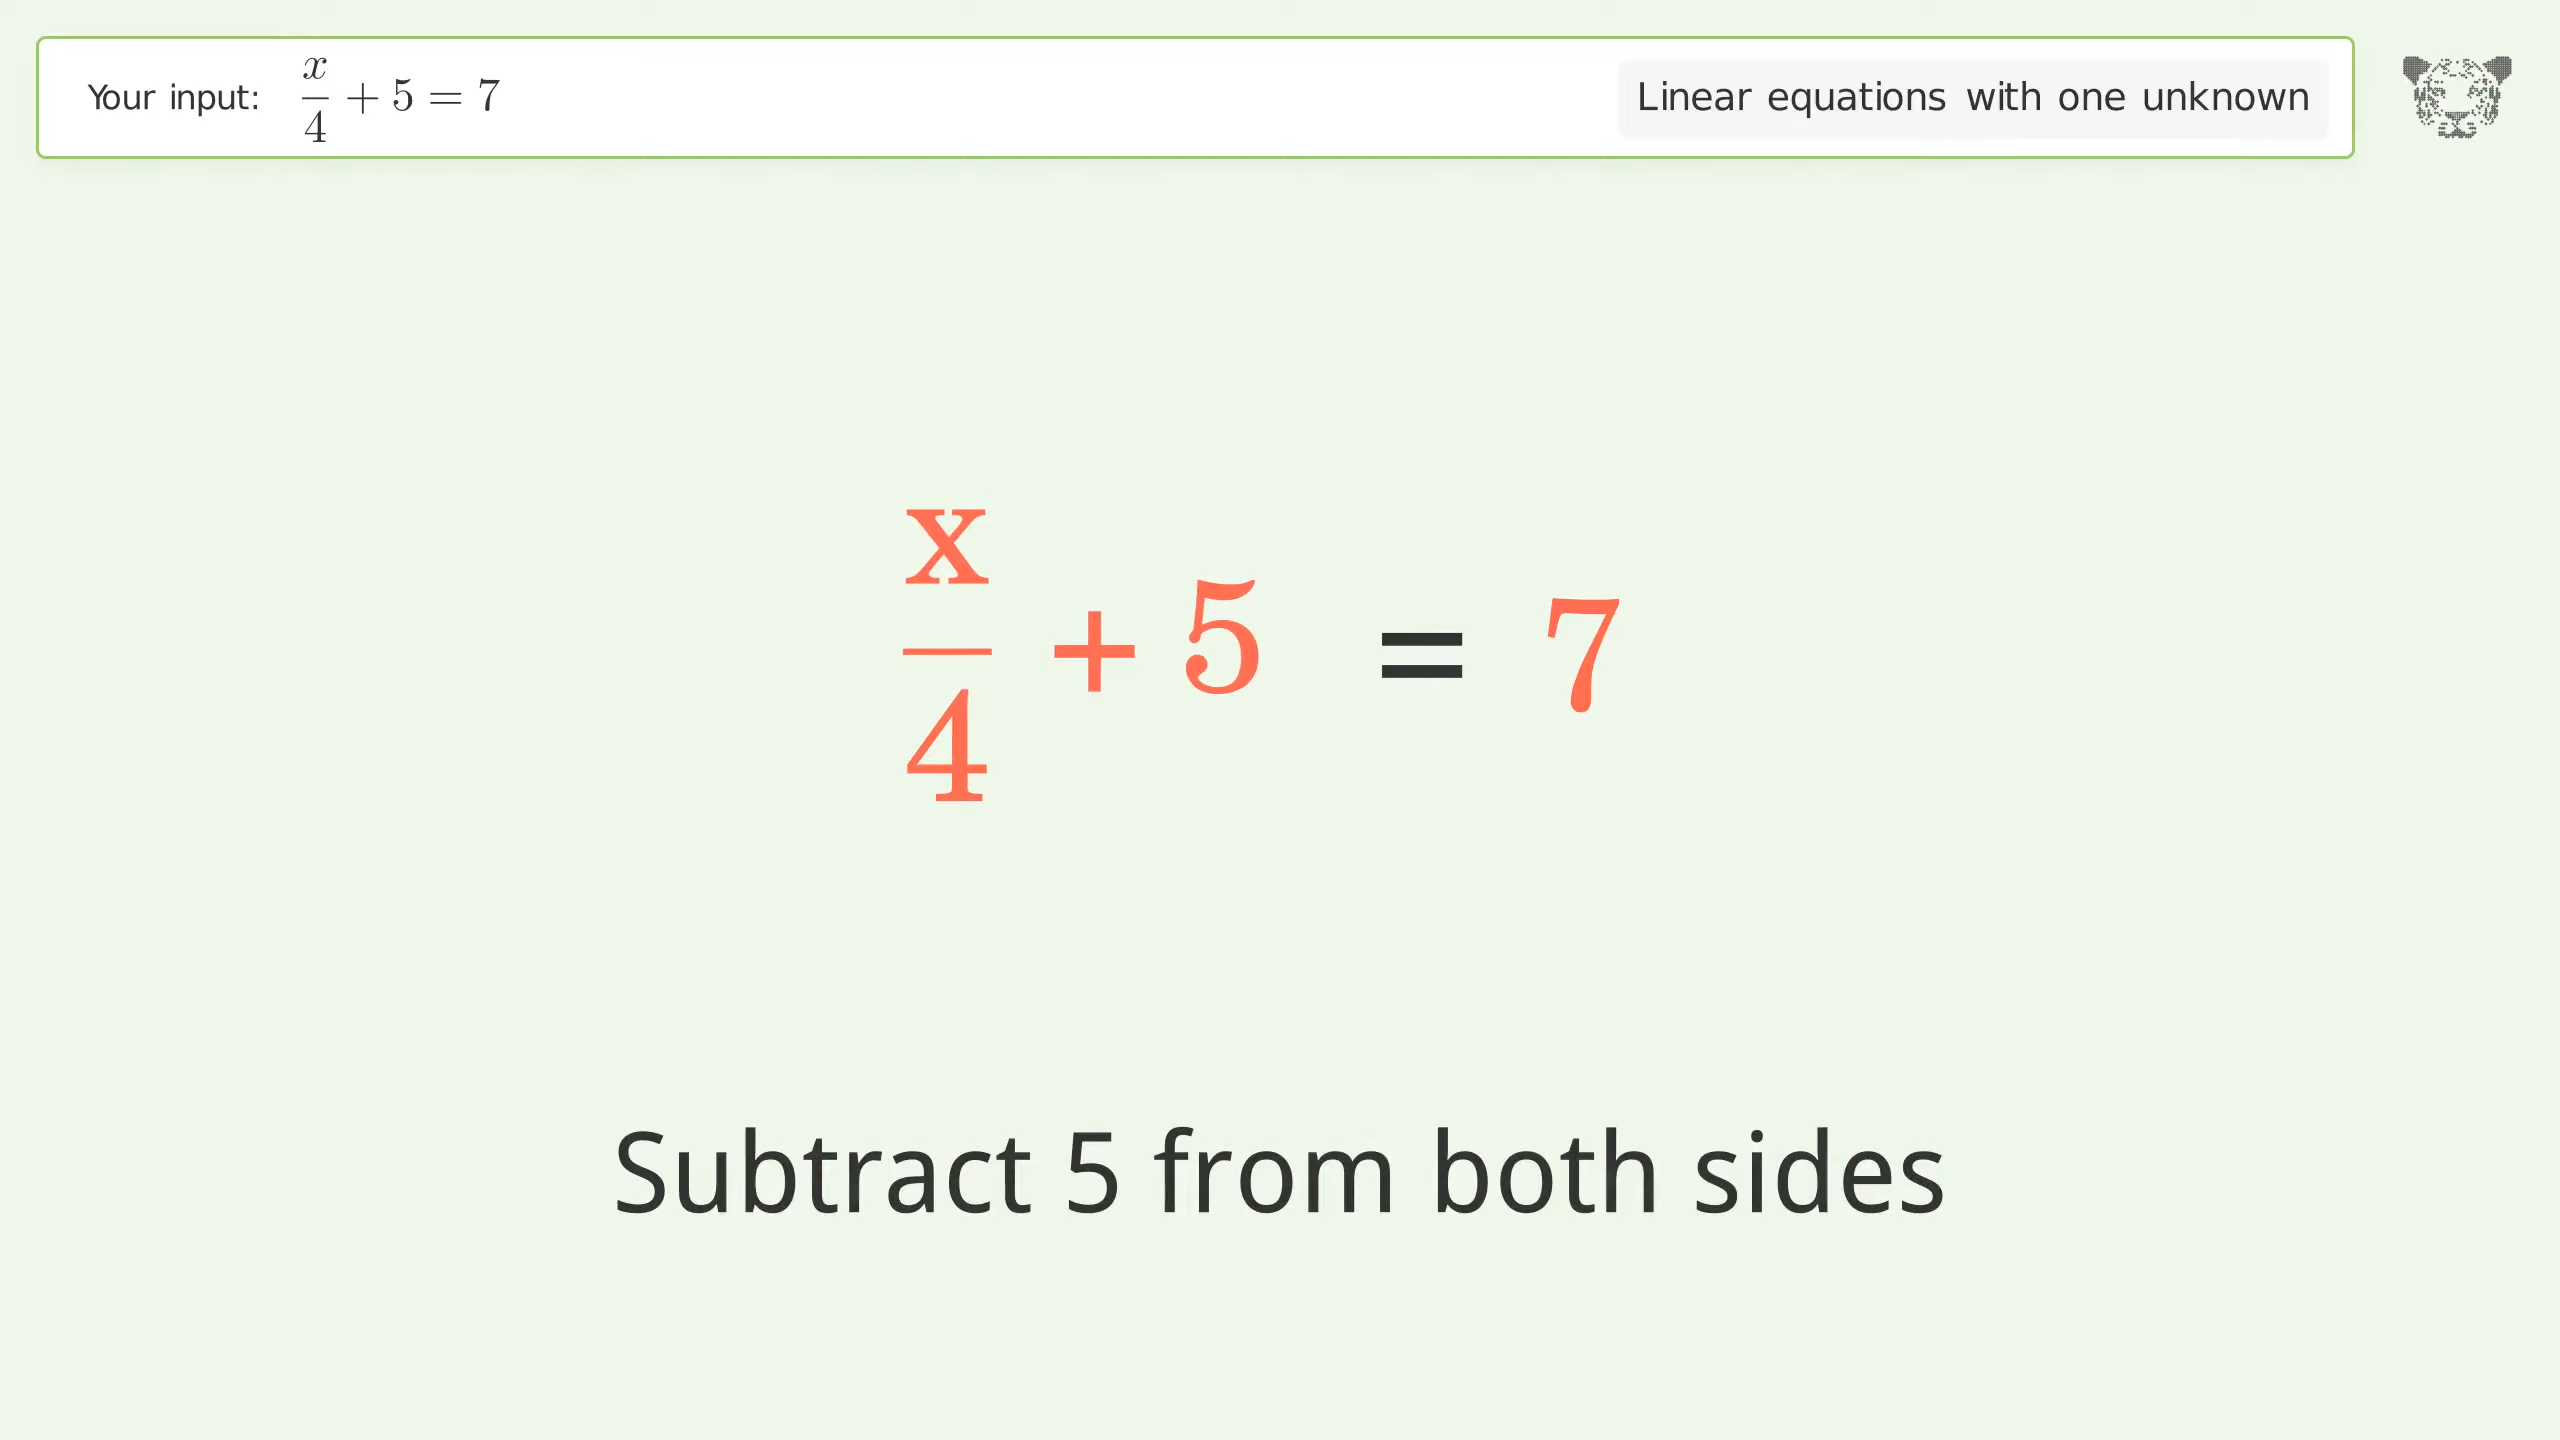 Your input: x/4 + 5 = 7
Linear equations with one unknown
x/4 + 5 = 7
Subtract 5 from both sides